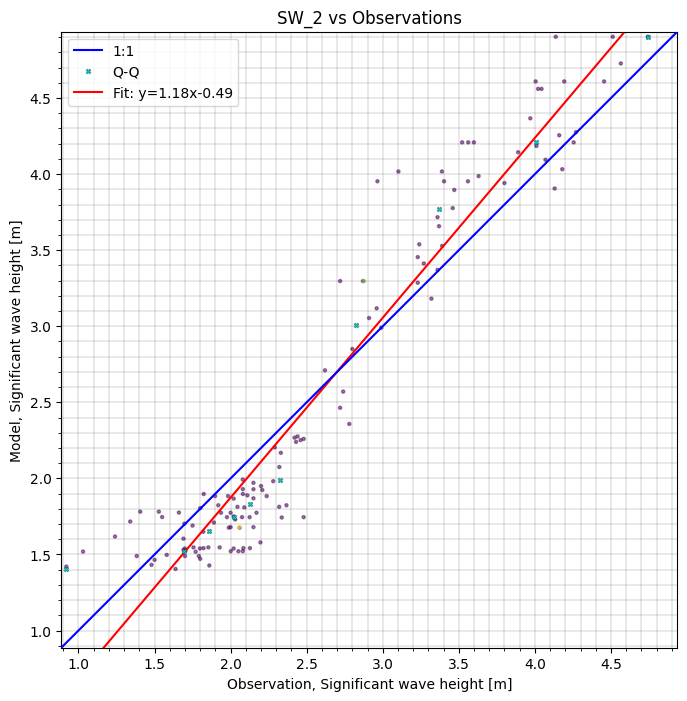 SW_2 vs Observations
1:1
Q-Q
Fit: y=1.18x-0.49
Model, Significant wave height [m]
4.5
4.0
3.5
3.0
2.5
2.0
1.5
1.0
1.0 1.5 2.0 2.5 3.0 3.5 4.0 4.5
Observation, Significant wave height [m]